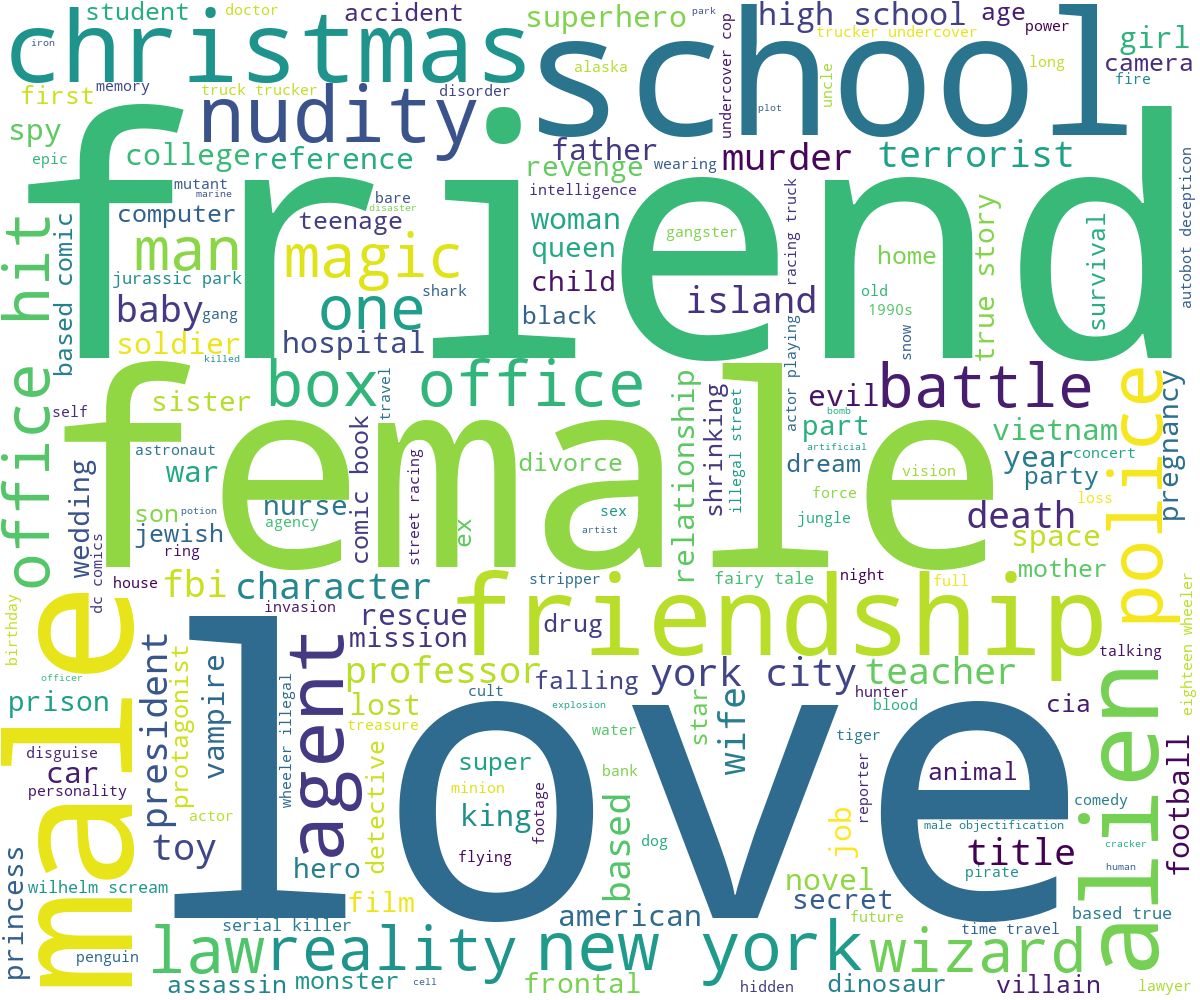 student
doctor
accident
superhero
park
high school
age
power
girl
christmas
iron
school
trucker undercover
undercover cop
alaska
long
camera
fire
first
memory
truck trucker
nudity
disorder
uncle
plot
spy
epic
friend
college
reference
father
revenge
wearing
murder
terrorist
mutant
marine
bare
disaster
intelligence
computer
teenage
woman
gangster
man
magic
queen
home
true story
survival
autobot decepticon
office hit
based comic
jurassic park
shark
child
island
racing truck
old
1990s
baby
gang
one
black
soldier
killed
hospital
snow
box office
travel
actor playing
evil
battle
self
sister
female
relationship
shrinking
illegal street
bomb
part
vietnam
police
pregnancy
astronaut
war
comic book
street racing
divorce
artificial
dream
vision
year
concert
party
wedding
son
potion
nurse
agency
jewish
ring
ex
sex
artist
force
jungle
death
loss
space
dc comics
house
fbi
character
stripper
fairy tale
night
full
mother
birthday
male
invasion
rescue
mission
friendship
drug
eighteen wheeler
officer
president
protagonist
vampire
wheeler illegal
agent
professor
falling
york city
teacher
talking
alien
prison
lost
treasure
cult
explosion
love
star
wife
hunter
blood
cia
water
tiger
disguise
car
personality
detective
super
minion
king
footage
flying
bank
dog
based
reporter
job
animal
male objectification
title
pirate
comedy
football
cracker
human
actor
toy
hero
princess
wilhelm scream
film
novel
secret
future
based true
american
serial killer
time travel
penguin
law
reality
new york
wizard
assassin
monster
cell
frontal
hidden
dinosaur
villain
lawyer